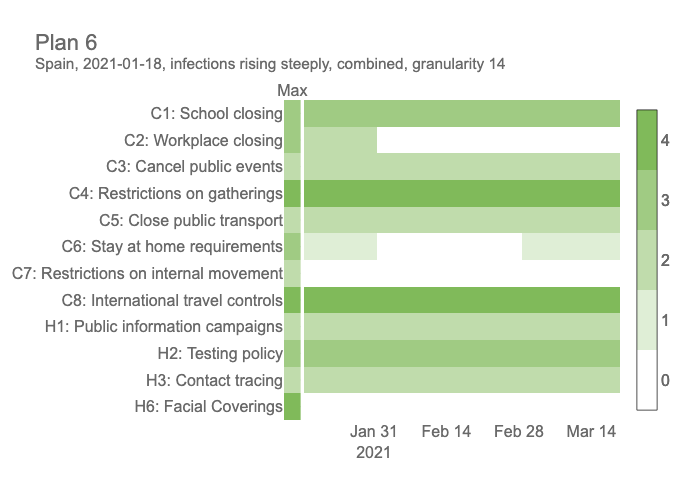 Plan 6
Spain, 2021-01-18, infections rising steeply, combined, granularity 14
Max
C1: School closing
C2: Workplace closing
C3: Cancel public events
C4: Restrictions on gatherings
C5: Close public transport
C6: Stay at home requirements
C7: Restrictions on internal movement
C8: International travel controls
H1: Public information campaigns
H2: Testing policy
H3: Contact tracing
H6: Facial Coverings
4
3
2
1
0
Jan 31 Feb 14 Feb 28 Mar 14
2021